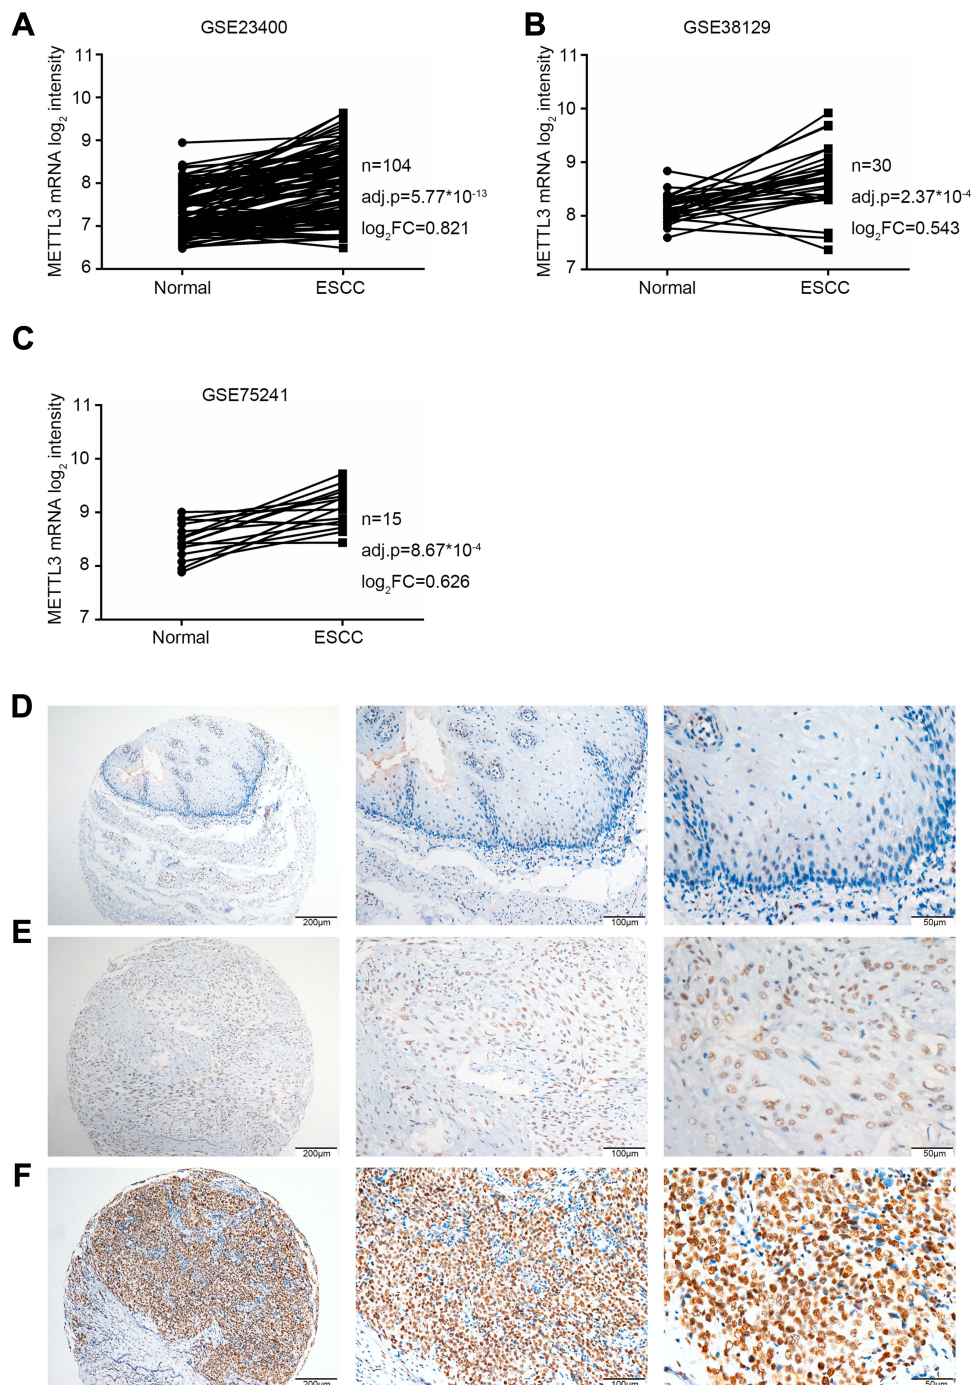 A
GSE23400
METTL3 mRNA log₂ intensity
11
10
9
8
7
6
Normal
ESCC
n=104
adj.p=5.77*10⁻¹³
log₂FC=0.821
B
GSE38129
METTL3 mRNA log₂ intensity
11
10
9
8
7
Normal
ESCC
n=30
adj.p=2.37*10⁻⁴
log₂FC=0.543
C
GSE75241
METTL3 mRNA log₂ intensity
11
10
9
8
7
Normal
ESCC
n=15
adj.p=8.67*10⁻⁴
log₂FC=0.626
D
200μm
100μm
50μm
E
200μm
100μm
50μm
F
200μm
100μm
50μm